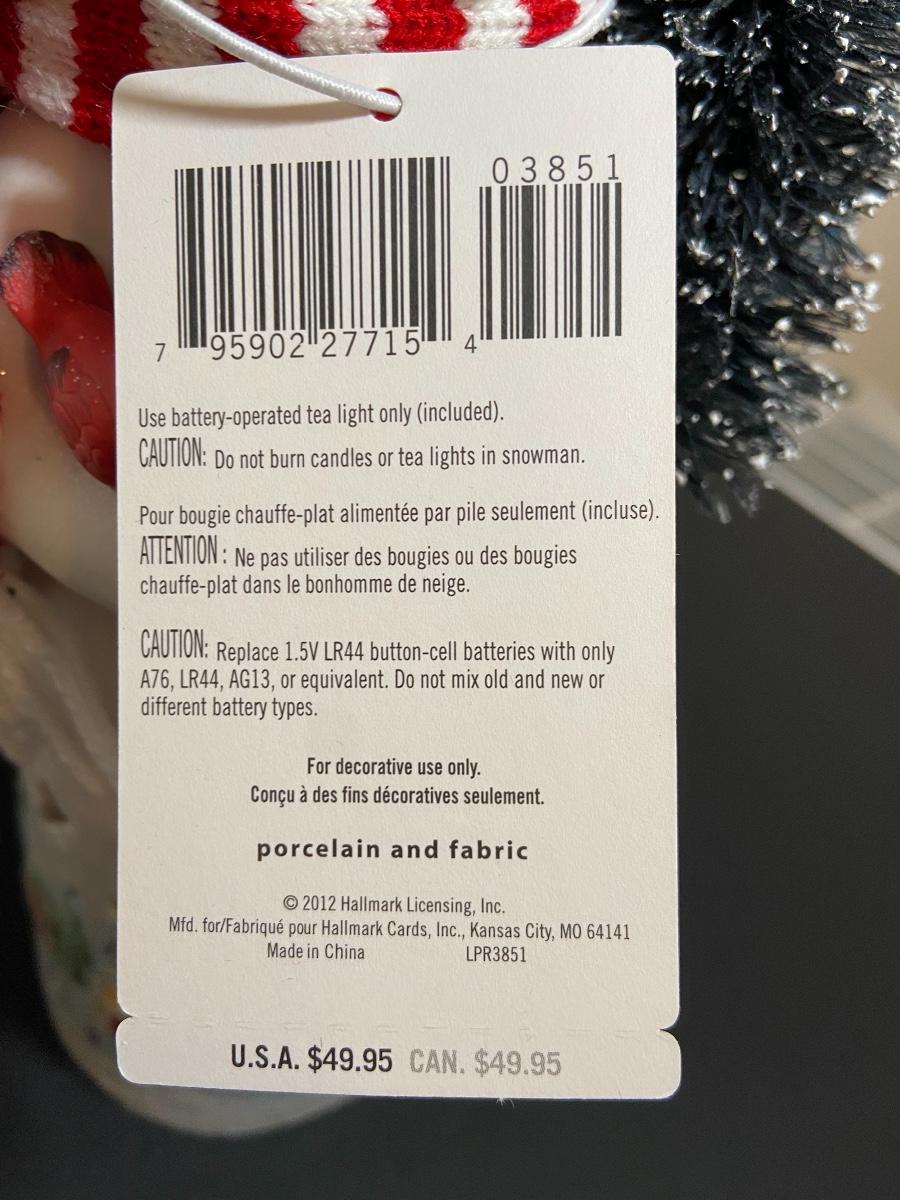 03851
7 95902 27715 4
Use battery-operated tea light only (included).
CAUTION: Do not burn candles or tea lights in snowman.
Pour bougie chauffe-plat alimentée par pile seulement (incluse).
ATTENTION : Ne pas utiliser des bougies ou des bougies
chauffe-plat dans le bonhomme de neige.
CAUTION: Replace 1.5V LR44 button-cell batteries with only
A76, LR44, AG13, or equivalent. Do not mix old and new or
different battery types.
For decorative use only.
Conçu à des fins décoratives seulement.
porcelain and fabric
© 2012 Hallmark Licensing, Inc.
Mfd. for/Fabriqué pour Hallmark Cards, Inc., Kansas City, MO 64141
Made in China LPR3851
U.S.A. $49.95 CAN. $49.95